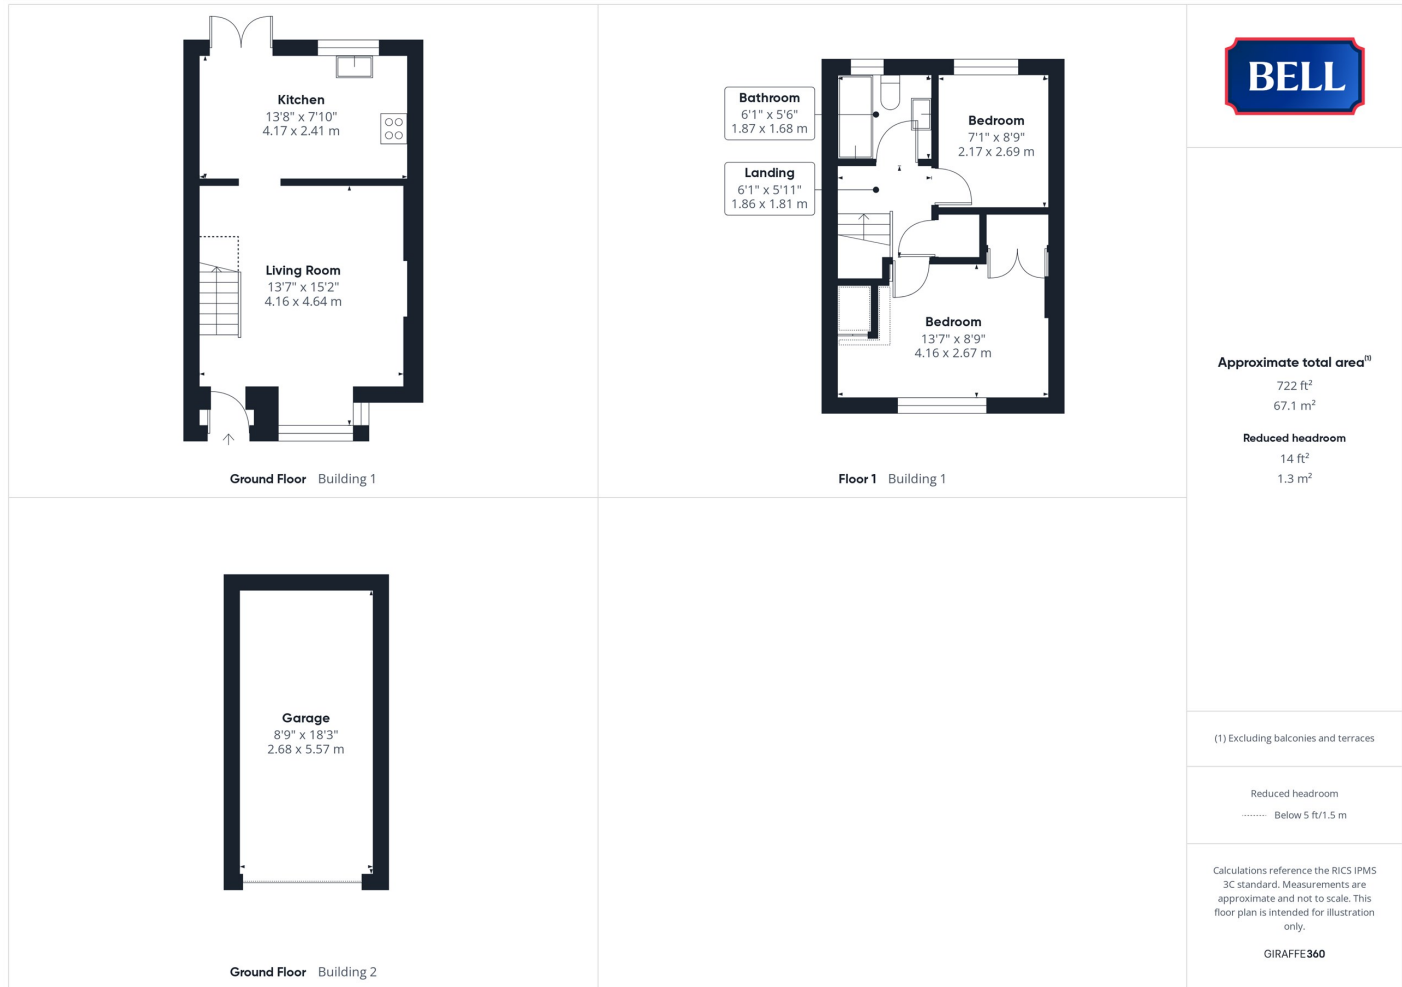 Kitchen
13'8" x 7'10"
4.17 x 2.41 m
Living Room
13'7" x 15'2"
4.16 x 4.64 m
Ground Floor Building 1
Bathroom
6'1" x 5'6"
1.87 x 1.68 m
Landing
6'1" x 5'11"
1.86 x 1.81 m
Bedroom
7'1" x 8'9"
2.17 x 2.69 m
Bedroom
13'7" x 8'9"
4.16 x 2.67 m
Floor 1 Building 1
Garage
8'9" x 18'3"
2.68 x 5.57 m
Ground Floor Building 2
BELL
Approximate total area(1)
722 ft²
67.1 m²
Reduced headroom
14 ft²
1.3 m²
(1) Excluding balconies and terraces
Reduced headroom
Below 5 ft/1.5 m
Calculations reference the RICS IPMS
3C standard. Measurements are
approximate and not to scale. This
floor plan is intended for illustration
only.
GIRAFFE360